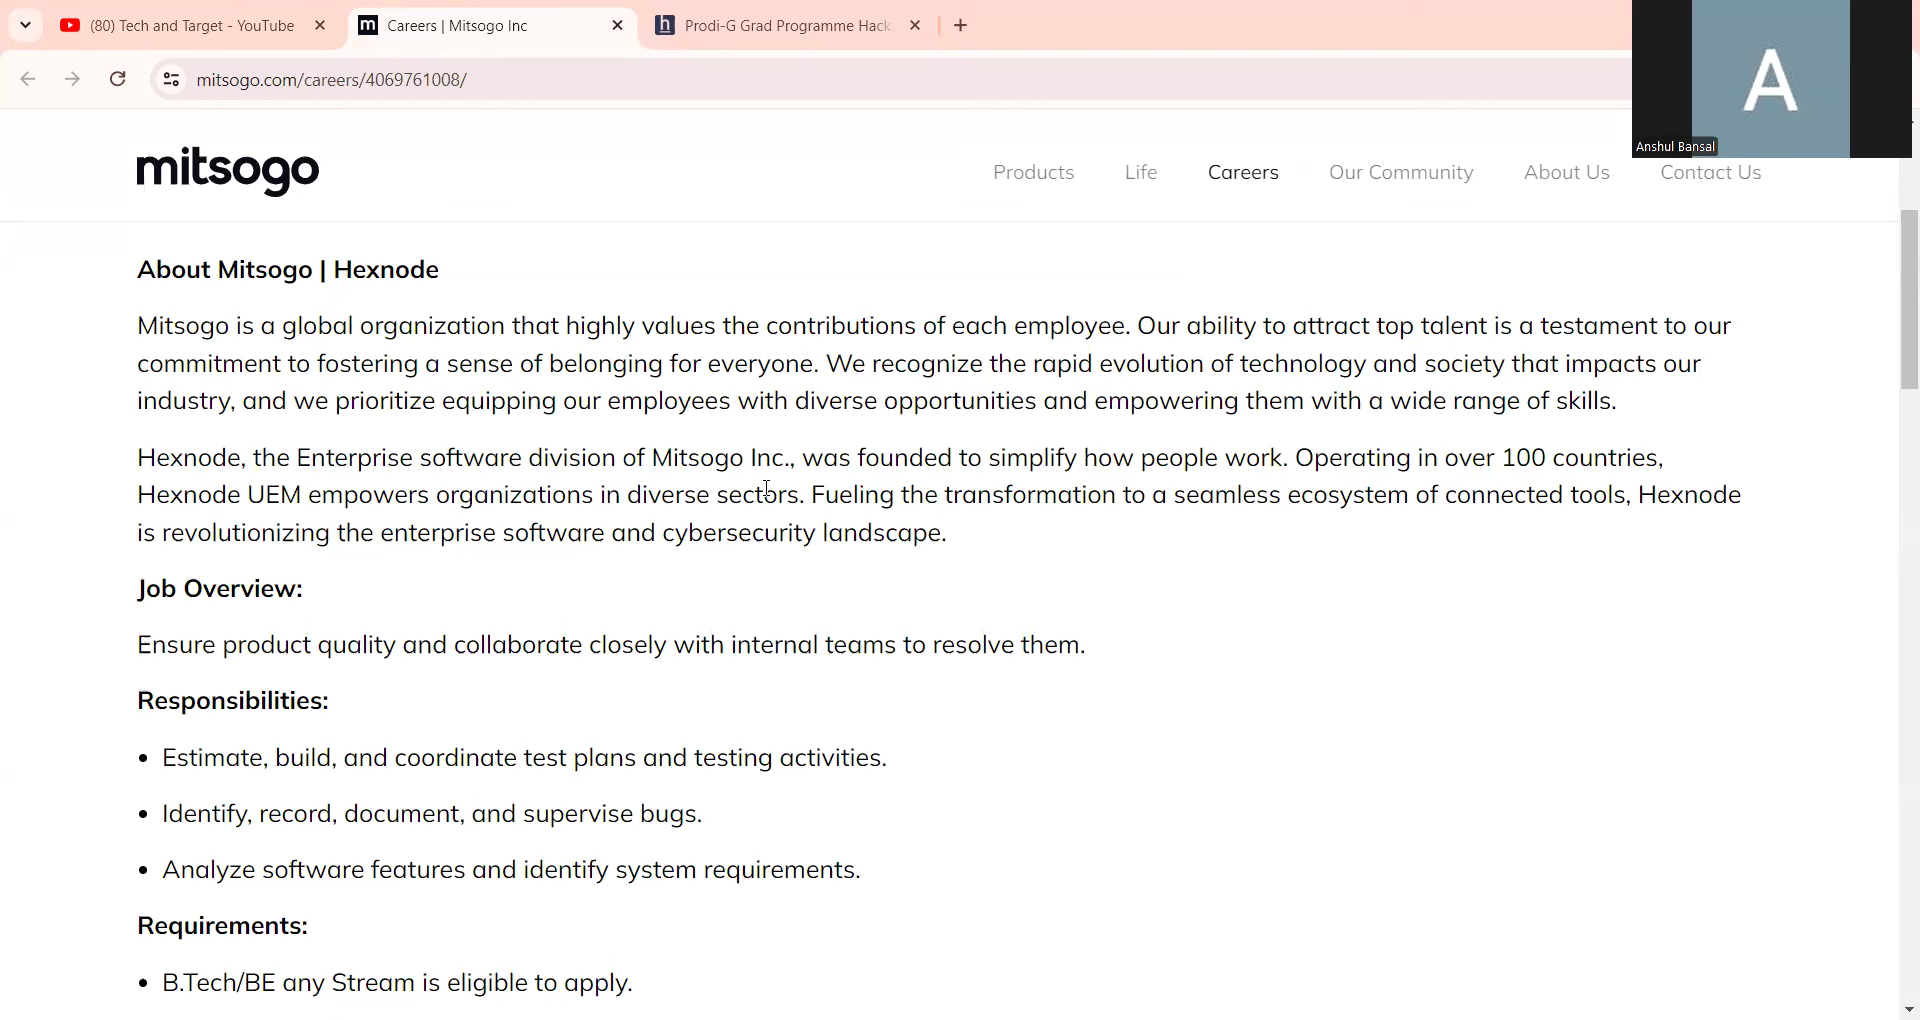 (80) Tech and Target - YouTube
Careers | Mitsogo Inc
Prodi-G Grad Programme Hack
mitsogo.com/careers/4069761008/
A
Anshul Bansal
mitsogo
Products Life Careers Our Community About Us Contact Us
About Mitsogo | Hexnode
Mitsogo is a global organization that highly values the contributions of each employee. Our ability to attract top talent is a testament to our
commitment to fostering a sense of belonging for everyone. We recognize the rapid evolution of technology and society that impacts our
industry, and we prioritize equipping our employees with diverse opportunities and empowering them with a wide range of skills.
Hexnode, the Enterprise software division of Mitsogo Inc., was founded to simplify how people work. Operating in over 100 countries,
Hexnode UEM empowers organizations in diverse sectors. Fueling the transformation to a seamless ecosystem of connected tools, Hexnode
is revolutionizing the enterprise software and cybersecurity landscape.
Job Overview:
Ensure product quality and collaborate closely with internal teams to resolve them.
Responsibilities:
• Estimate, build, and coordinate test plans and testing activities.
• Identify, record, document, and supervise bugs.
• Analyze software features and identify system requirements.
Requirements:
• B.Tech/BE any Stream is eligible to apply.